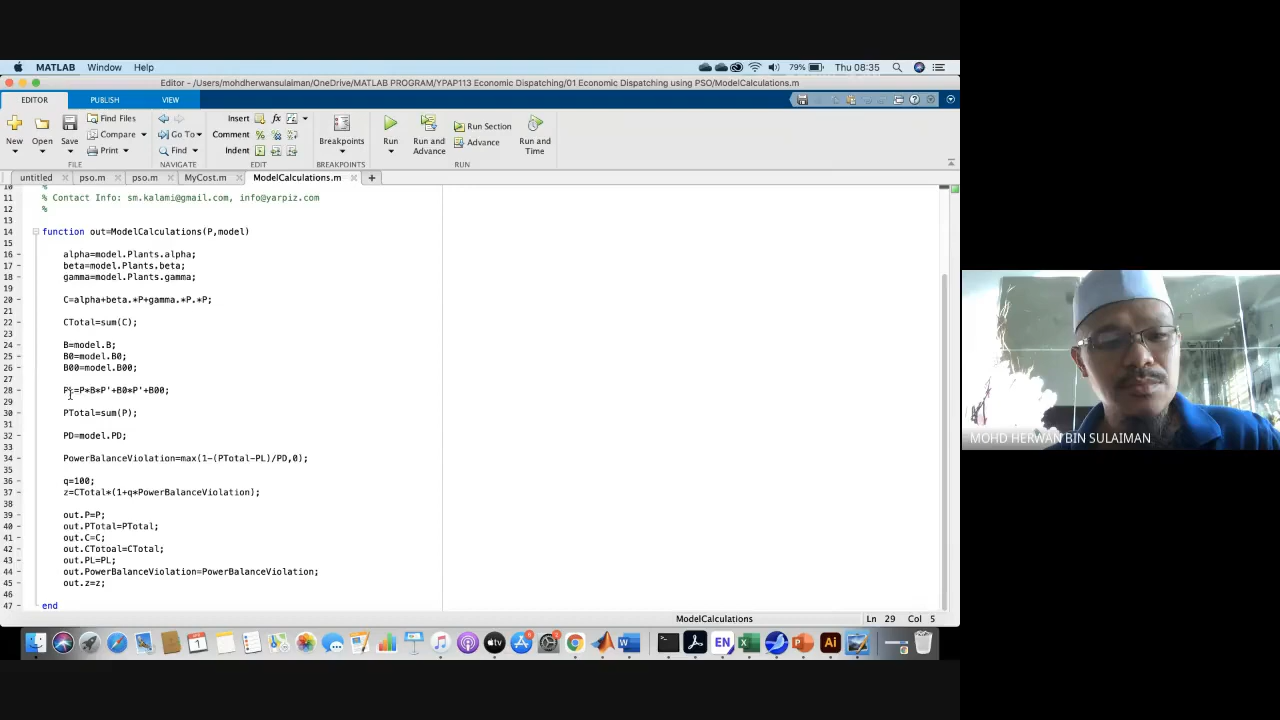 MATLAB Window Help
79% Thu 08:35
Editor - /Users/mohdherwansulaiman/OneDrive/MATLAB PROGRAM/YPAP113 Economic Dispatching/01 Economic Dispatching using PSO/ModelCalculations.m
EDITOR PUBLISH VIEW
New Open Save Find Files Compare Print FILE
Go To Find NAVIGATE
Insert fx Comment Indent EDIT
Breakpoints BREAKPOINTS
Run Run and Advance Run Section Advance Run and Time RUN
untitled pso.m pso.m MyCost.m ModelCalculations.m +
10 %
11 % Contact Info: sm.kalami@gmail.com, info@yarpiz.com
12 %
13
14 function out=ModelCalculations(P,model)
15
16 - alpha=model.Plants.alpha;
17 - beta=model.Plants.beta;
18 - gamma=model.Plants.gamma;
19
20 - C=alpha+beta.*P+gamma.*P.*P;
21
22 - CTotal=sum(C);
23
24 - B=model.B;
25 - B0=model.B0;
26 - B00=model.B00;
27
28 - PL=P*B*P'+B0*P'+B00;
29
30 - PTotal=sum(P);
31
32 - PD=model.PD;
33
34 - PowerBalanceViolation=max(1-(PTotal-PL)/PD,0);
35
36 - q=100;
37 - z=CTotal*(1+q*PowerBalanceViolation);
38
39 - out.P=P;
40 - out.PTotal=PTotal;
41 - out.C=C;
42 - out.CTotoal=CTotal;
43 - out.PL=PL;
44 - out.PowerBalanceViolation=PowerBalanceViolation;
45 - out.z=z;
46
47 - end
ModelCalculations Ln 29 Col 5
MOHD HERWAN BIN SULAIMAN